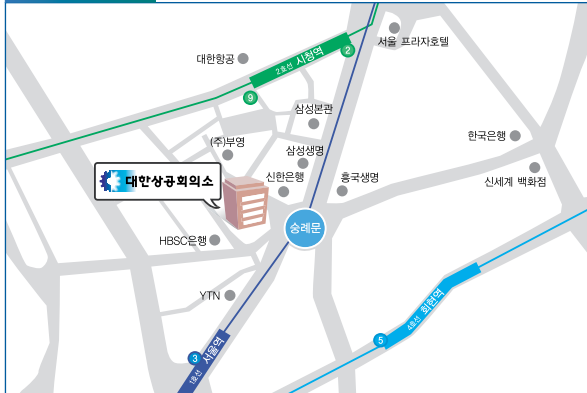 서울 프라자호텔
대한항공
2호선 시청역
2
9
삼성본관
한국은행
(주)부영
삼성생명
신세계 백화점
대한상공회의소
신한은행
흥국생명
숭례문
HBSC은행
YTN
4호선 회현역
5
3
1호선 서울역